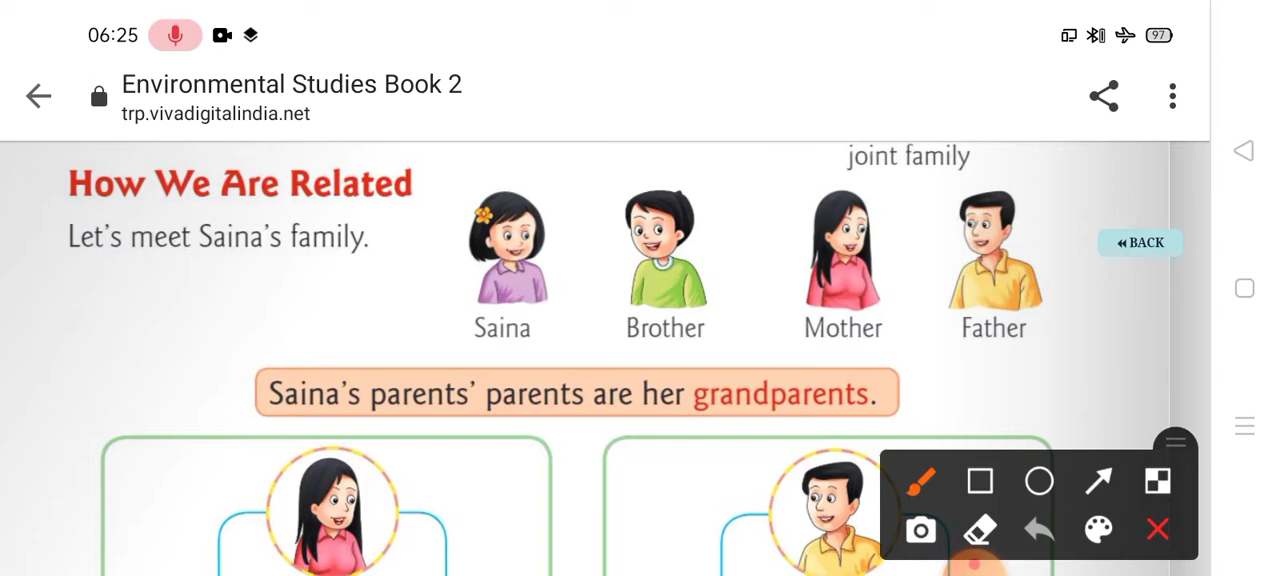 06:25
97
Environmental Studies Book 2
trp.vivadigitalindia.net
joint family
How We Are Related
Let's meet Saina's family.
BACK
Saina Brother Mother Father
Saina's parents' parents are her grandparents.